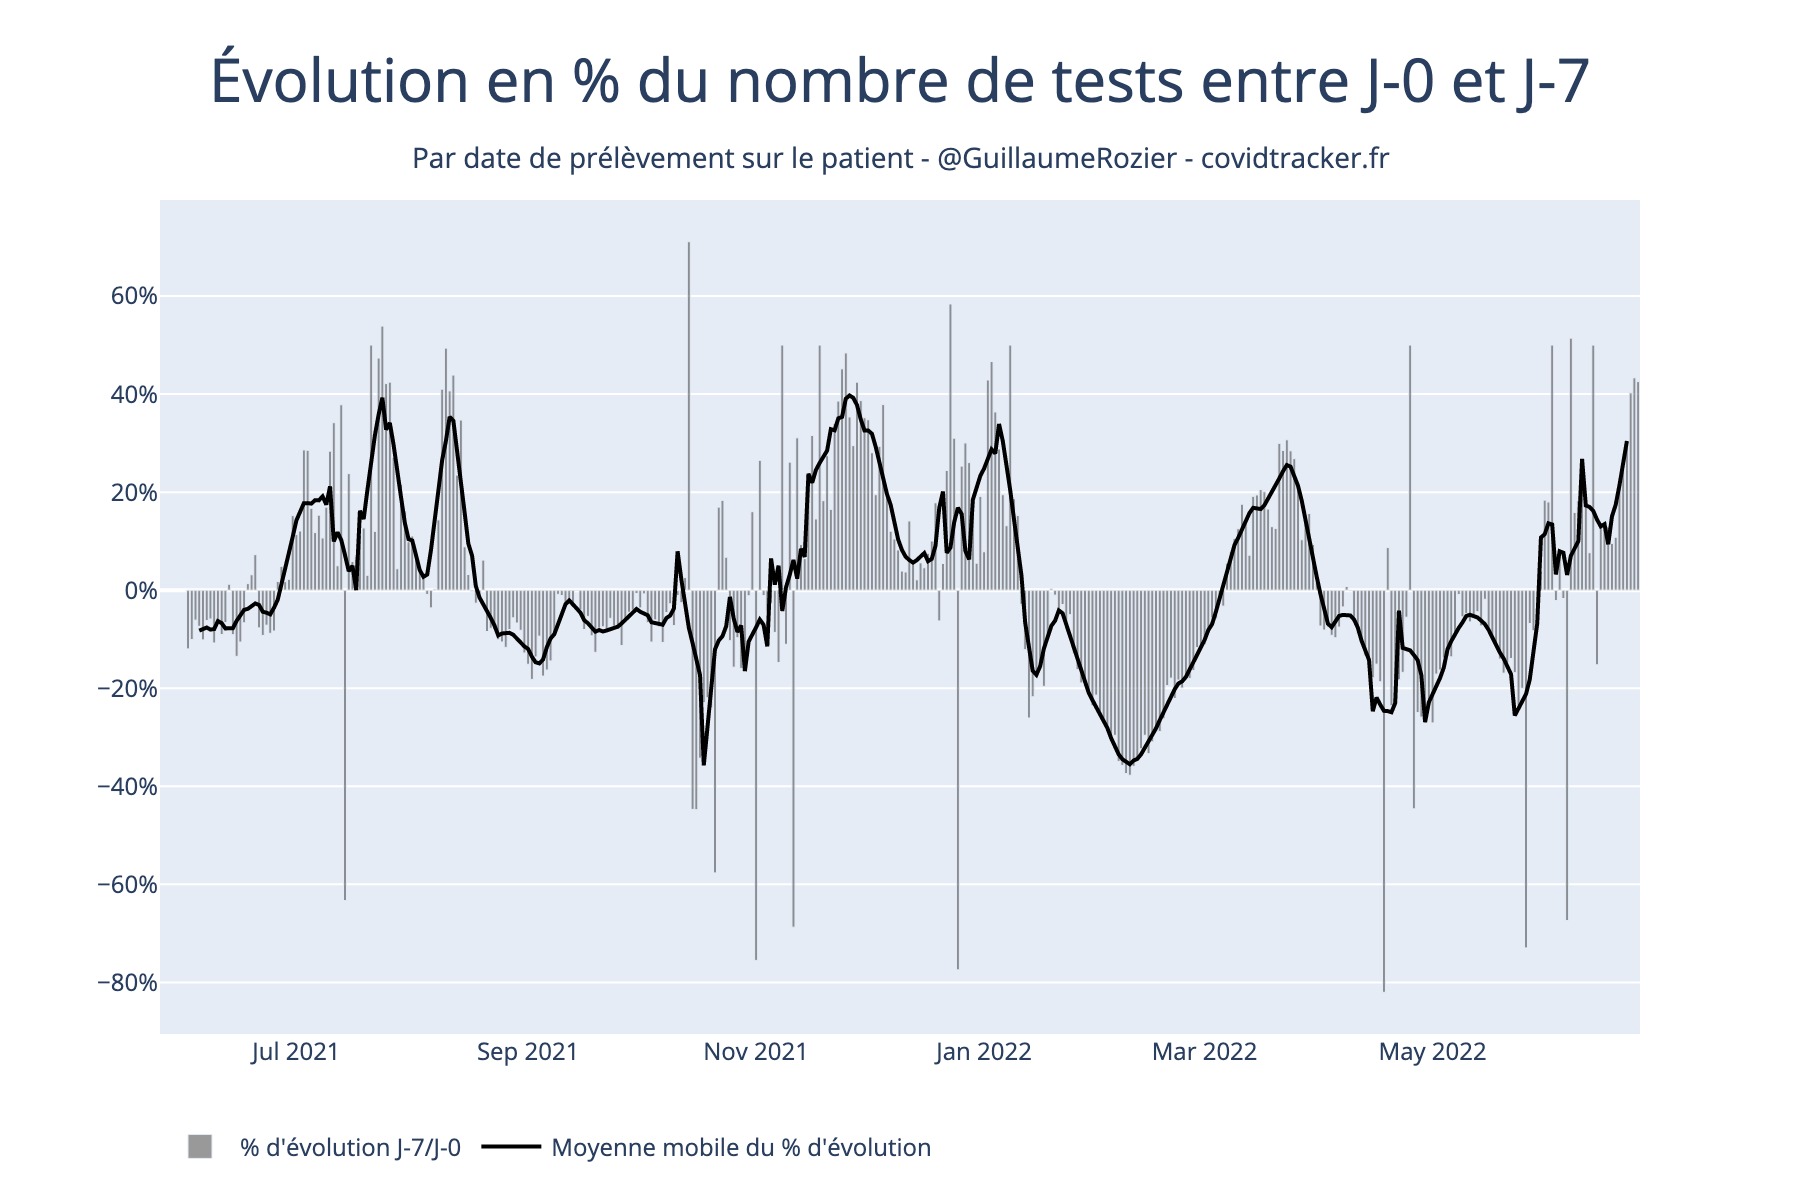 Évolution en % du nombre de tests entre J-0 et J-7
Par date de prélèvement sur le patient - @GuillaumeRozier - covidtracker.fr
60%
40%
20%
0%
−20%
−40%
−60%
−80%
Jul 2021 Sep 2021 Nov 2021 Jan 2022 Mar 2022 May 2022
% d'évolution J-7/J-0 Moyenne mobile du % d'évolution